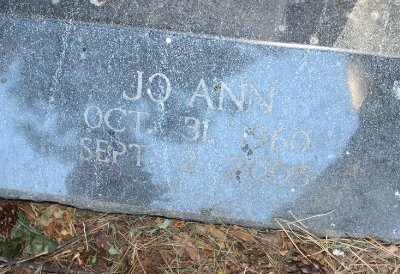 JO ANN
OCT. 31, 1960
SEPT. 2, 2008